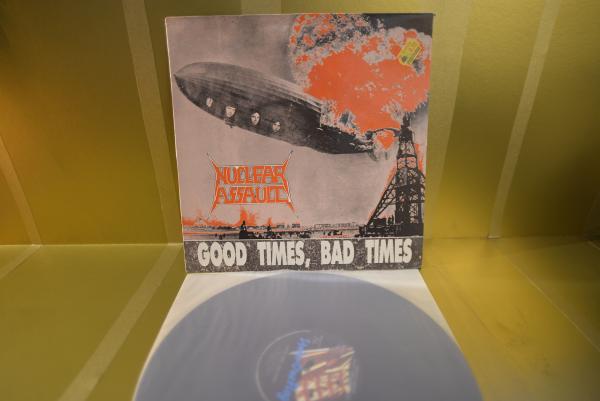 NUCLEAR
ASSAULT
GOOD TIMES, BAD TIMES